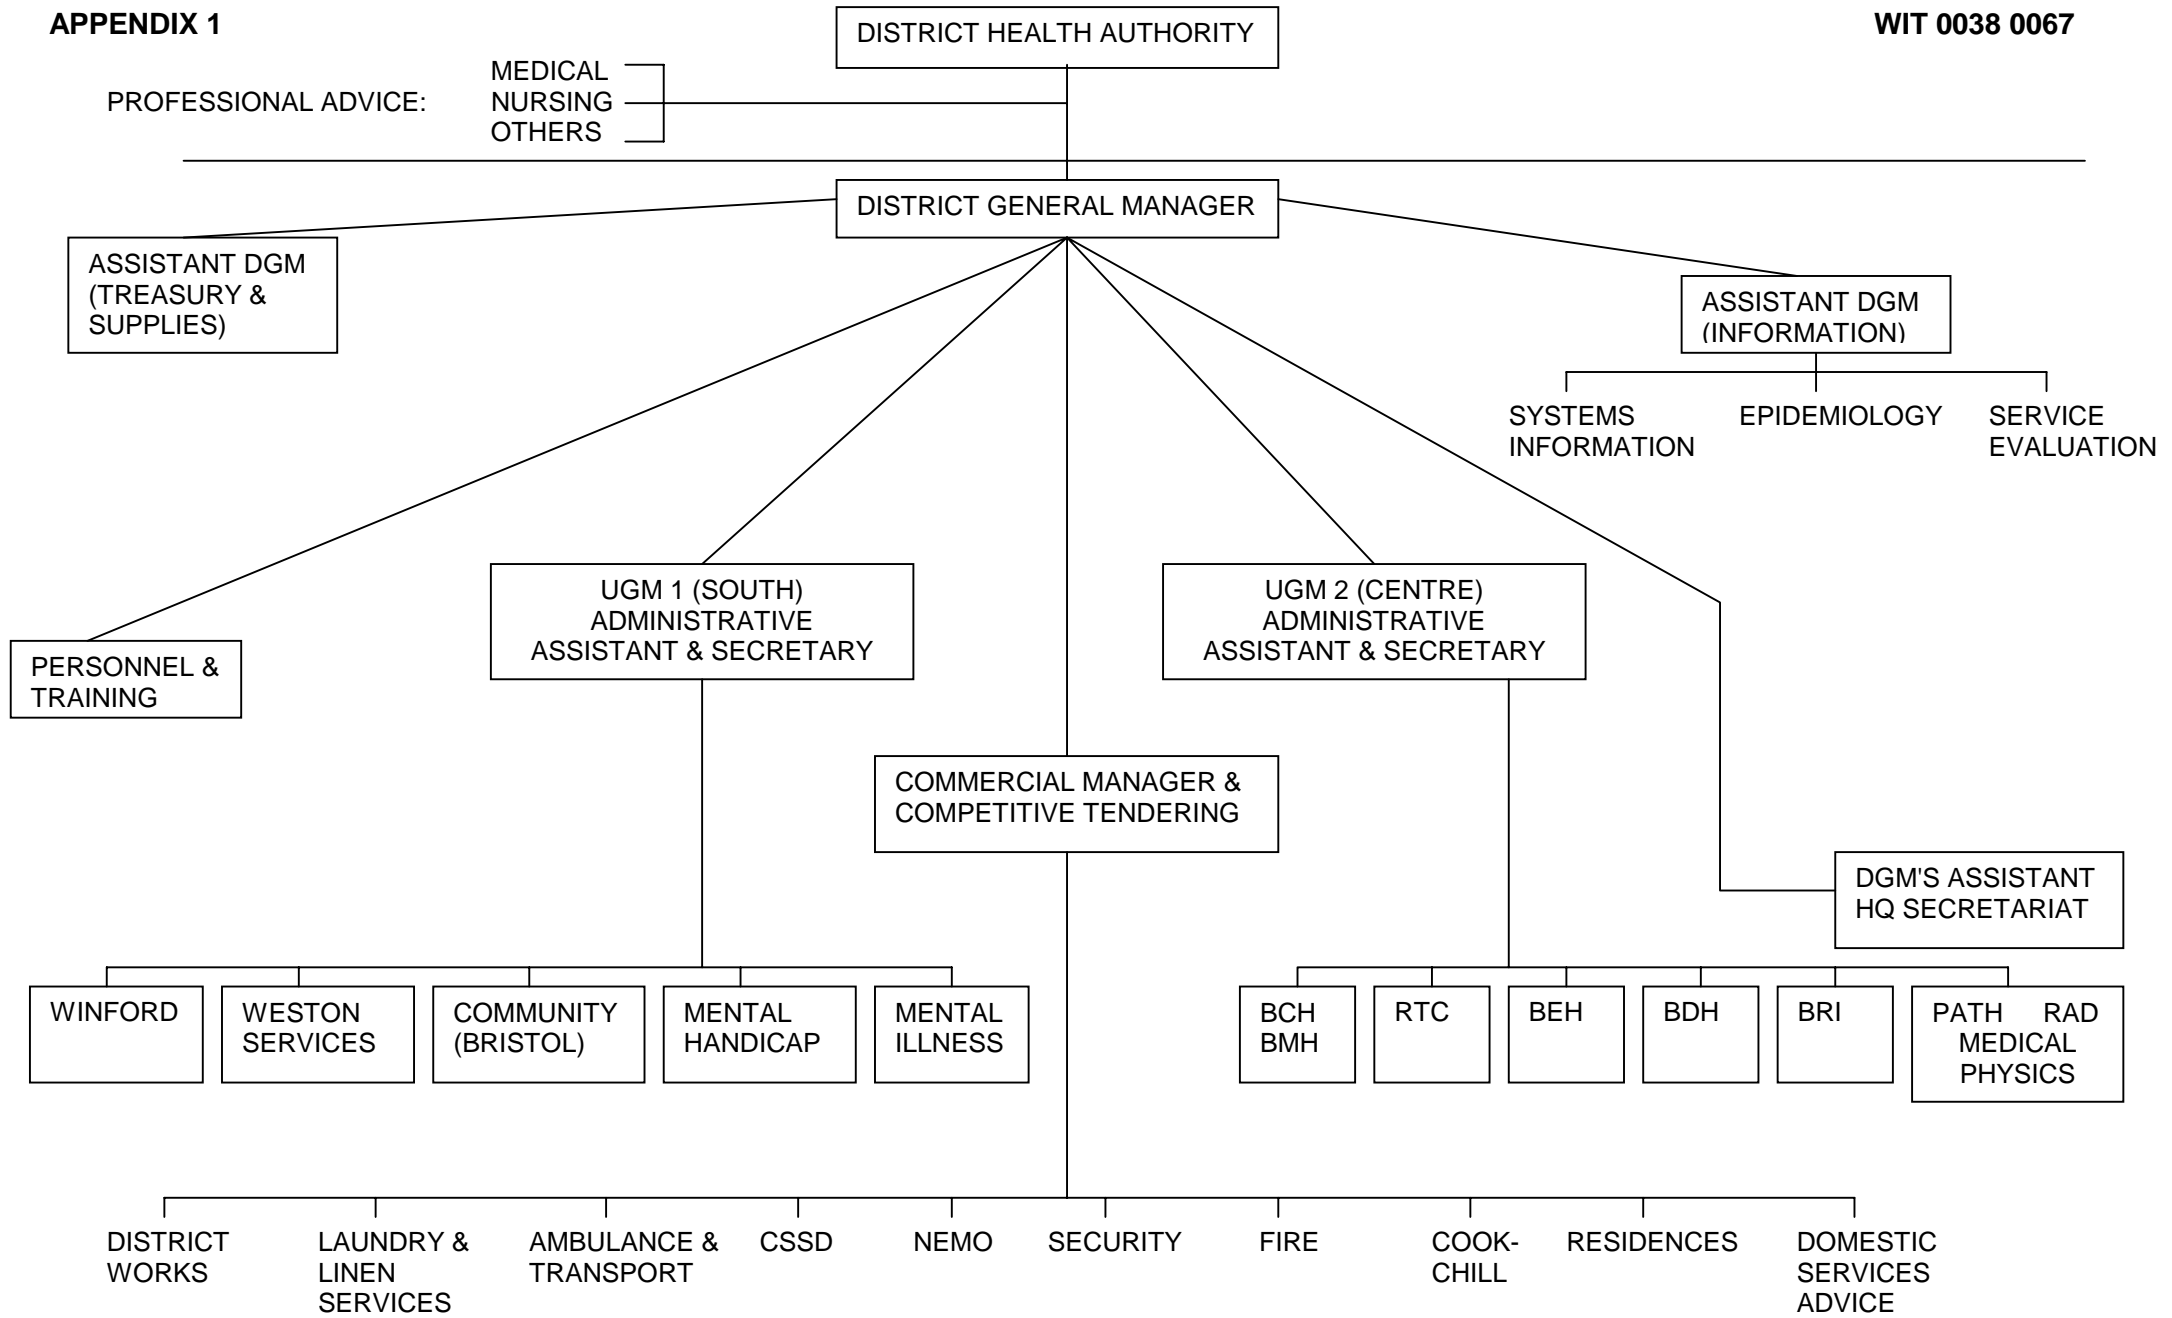 APPENDIX 1
WIT 0038 0067
DISTRICT HEALTH AUTHORITY
PROFESSIONAL ADVICE:
MEDICAL
NURSING
OTHERS
DISTRICT GENERAL MANAGER
ASSISTANT DGM
(TREASURY &
SUPPLIES)
ASSISTANT DGM
(INFORMATION)
SYSTEMS
INFORMATION
EPIDEMIOLOGY
SERVICE
EVALUATION
PERSONNEL &
TRAINING
UGM 1 (SOUTH)
ADMINISTRATIVE
ASSISTANT & SECRETARY
UGM 2 (CENTRE)
ADMINISTRATIVE
ASSISTANT & SECRETARY
COMMERCIAL MANAGER &
COMPETITIVE TENDERING
DGM'S ASSISTANT
HQ SECRETARIAT
WINFORD
WESTON
SERVICES
COMMUNITY
(BRISTOL)
MENTAL
HANDICAP
MENTAL
ILLNESS
BCH
BMH
RTC
BEH
BDH
BRI
PATH RAD
MEDICAL
PHYSICS
DISTRICT
WORKS
LAUNDRY &
LINEN
SERVICES
AMBULANCE &
TRANSPORT
CSSD
NEMO
SECURITY
FIRE
COOK-
CHILL
RESIDENCES
DOMESTIC
SERVICES
ADVICE